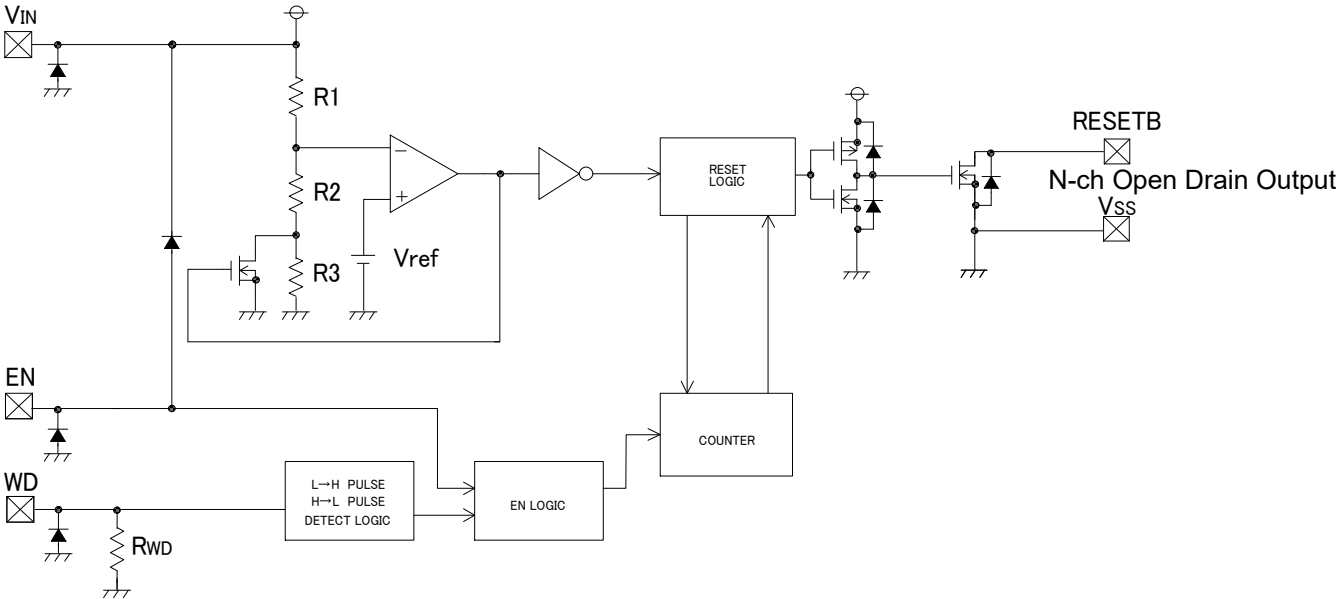 VIN
R1
RESETB
RESET
LOGIC
N-ch Open Drain Output
R2
VSS
Vref
R3
EN
COUNTER
WD
L→H PULSE
H→L PULSE
DETECT LOGIC
EN LOGIC
RWD